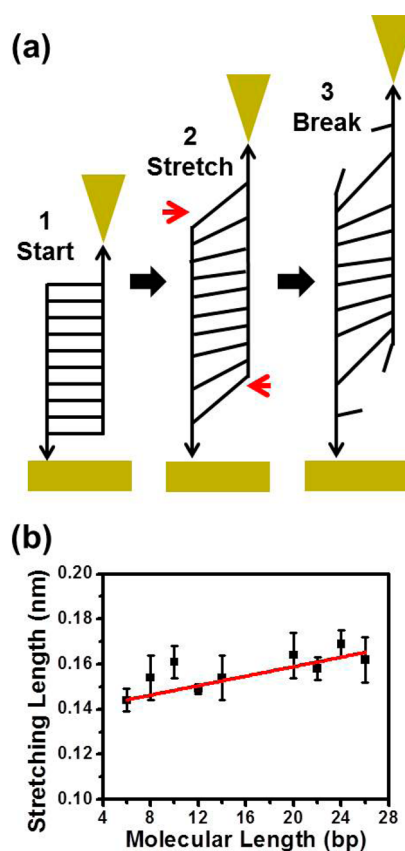 (a)
3
Break
2
Stretch
1
Start
(b)
Stretching Length (nm)
0.20
0.18
0.16
0.14
0.12
0.10
4 8 12 16 20 24 28
Molecular Length (bp)